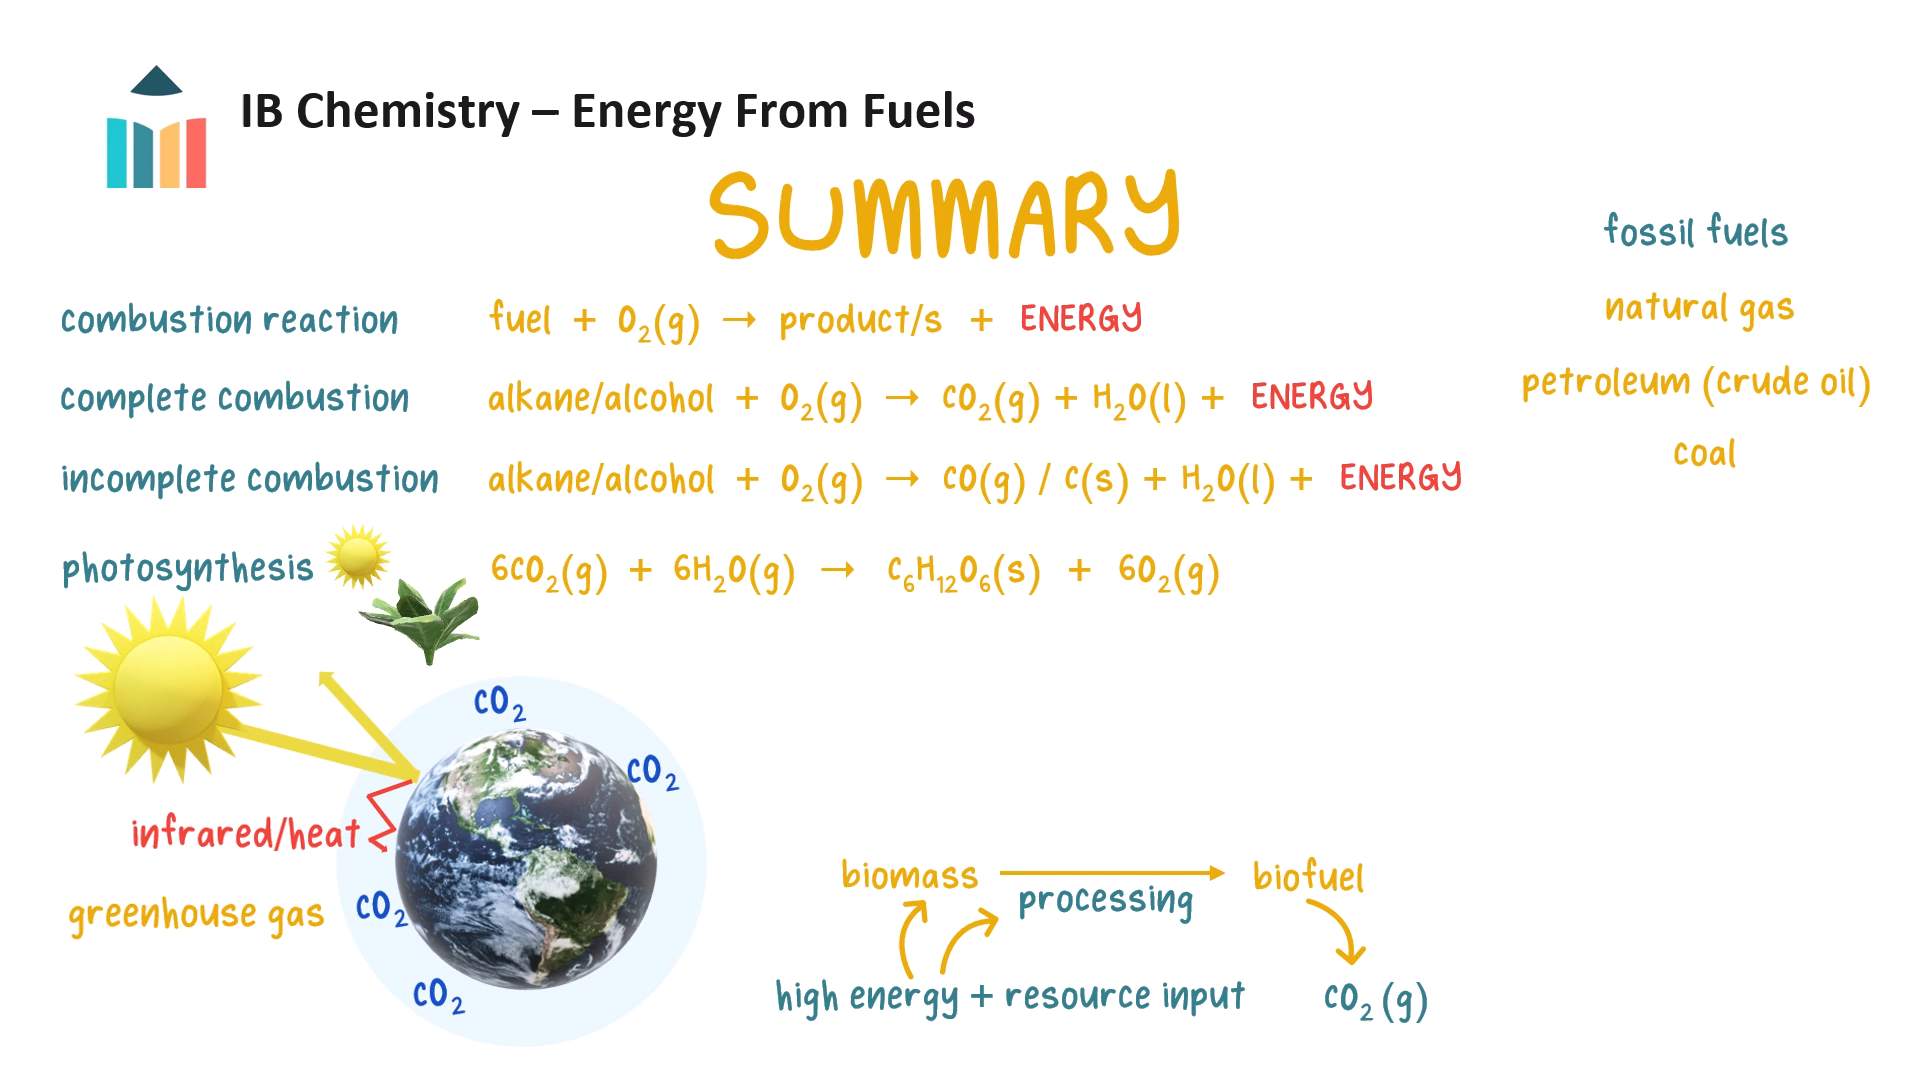 IB Chemistry – Energy From Fuels
SUMMARY
combustion reaction fuel + O₂(g) → product/s + ENERGY
complete combustion alkane/alcohol + O₂(g) → CO₂(g) + H₂O(l) + ENERGY
incomplete combustion alkane/alcohol + O₂(g) → CO(g) / C(s) + H₂O(l) + ENERGY
photosynthesis 6CO₂(g) + 6H₂O(g) → C₆H₁₂O₆(s) + 6O₂(g)
fossil fuels
natural gas
petroleum (crude oil)
coal
CO₂
CO₂
infrared/heat
greenhouse gas
CO₂
CO₂
biomass
processing
biofuel
high energy + resource input
CO₂ (g)